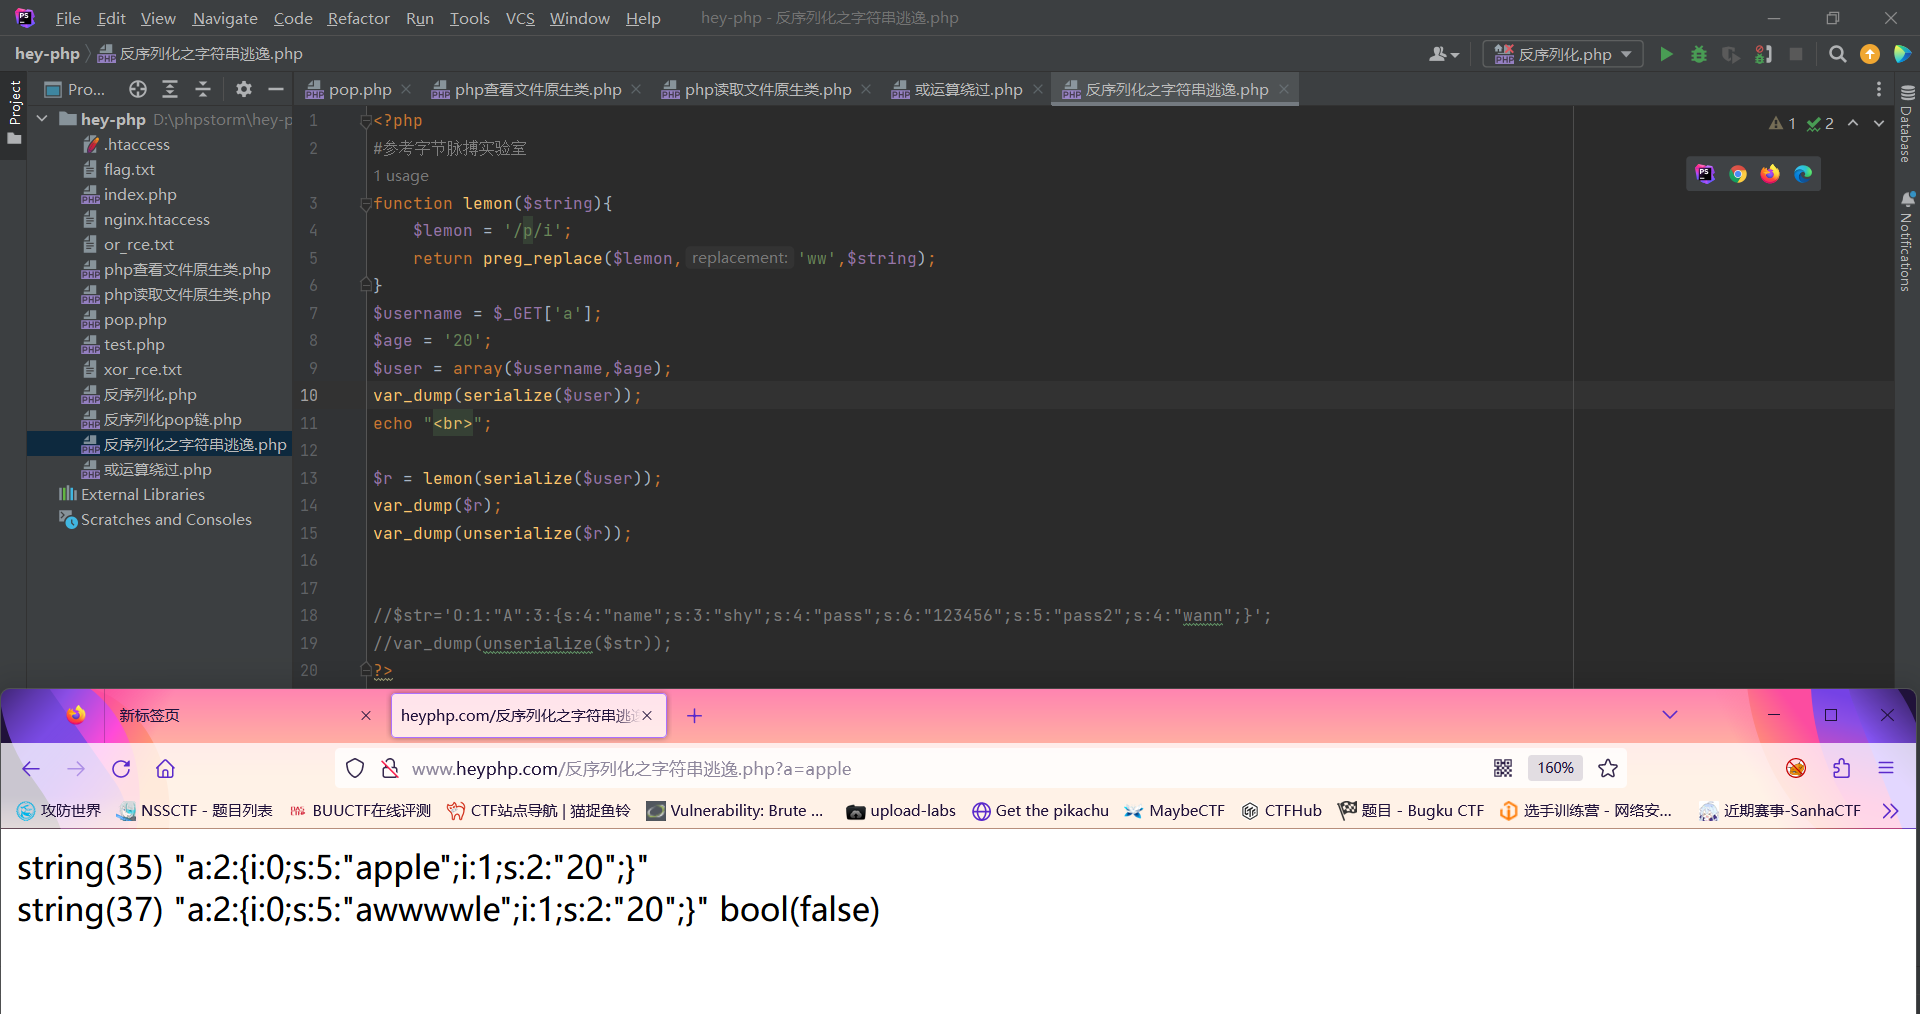 File Edit View Navigate Code Refactor Run Tools VCS Window Help hey-php - 反序列化之字符串逃逸.php
hey-php 反序列化之字符串逃逸.php 反序列化.php
Project
Pro...
hey-php D:\phpstorm\hey-p
.htaccess
flag.txt
index.php
nginx.htaccess
or_rce.txt
php查看文件原生类.php
php读取文件原生类.php
pop.php
test.php
xor_rce.txt
反序列化.php
反序列化pop链.php
反序列化之字符串逃逸.php
或运算绕过.php
External Libraries
Scratches and Consoles
pop.php php查看文件原生类.php php读取文件原生类.php 或运算绕过.php 反序列化之字符串逃逸.php
1 2
1 <?php
2 #参考字节脉搏实验室
1 usage
3 function lemon($string){
4 $lemon = '/p/i';
5 return preg_replace($lemon, replacement: 'ww',$string);
6 }
7 $username = $_GET['a'];
8 $age = '20';
9 $user = array($username,$age);
10 var_dump(serialize($user));
11 echo "<br>";
12
13 $r = lemon(serialize($user));
14 var_dump($r);
15 var_dump(unserialize($r));
16
17
18 //$str='O:1:"A":3:{s:4:"name";s:3:"shy";s:4:"pass";s:6:"123456";s:5:"pass2";s:4:"wann";}';
19 //var_dump(unserialize($str));
20 ?>
Database
Notifications
新标签页 heyphp.com/反序列化之字符串逃
www.heyphp.com/反序列化之字符串逃逸.php?a=apple 160%
攻防世界 NSSCTF - 题目列表 BUUCTF在线评测 CTF站点导航 | 猫捉鱼铃 Vulnerability: Brute ... upload-labs Get the pikachu MaybeCTF CTFHub 题目 - Bugku CTF 选手训练营 - 网络安... 近期赛事-SanhaCTF
string(35) "a:2:{i:0;s:5:"apple";i:1;s:2:"20";}"
string(37) "a:2:{i:0;s:5:"awwwwle";i:1;s:2:"20";}" bool(false)